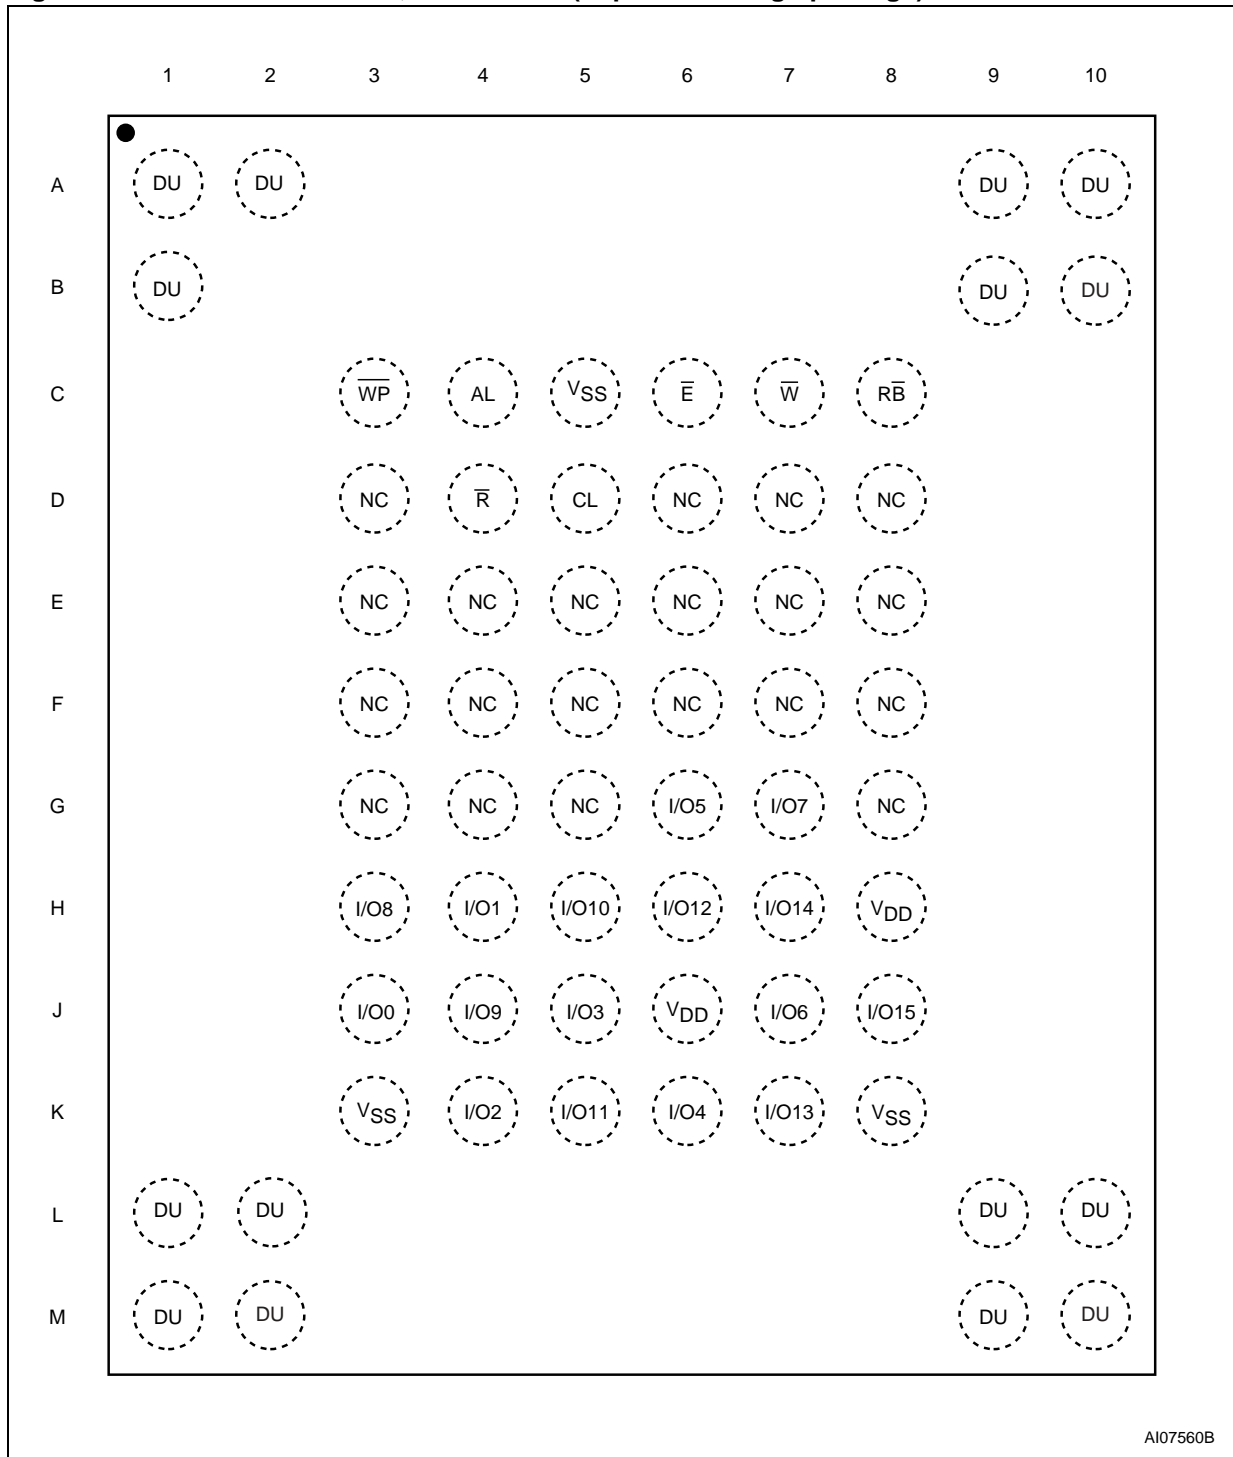 1 2 3 4 5 6 7 8 9 10
A DU DU DU DU
B DU DU DU
C W̅P̅ AL VSS E̅ W̅ RB̅
D NC R̅ CL NC NC NC
E NC NC NC NC NC NC
F NC NC NC NC NC NC
G NC NC NC I/O5 I/O7 NC
H I/O8 I/O1 I/O10 I/O12 I/O14 VDD
J I/O0 I/O9 I/O3 VDD I/O6 I/O15
K VSS I/O2 I/O11 I/O4 I/O13 VSS
L DU DU DU DU
M DU DU DU DU
AI07560B